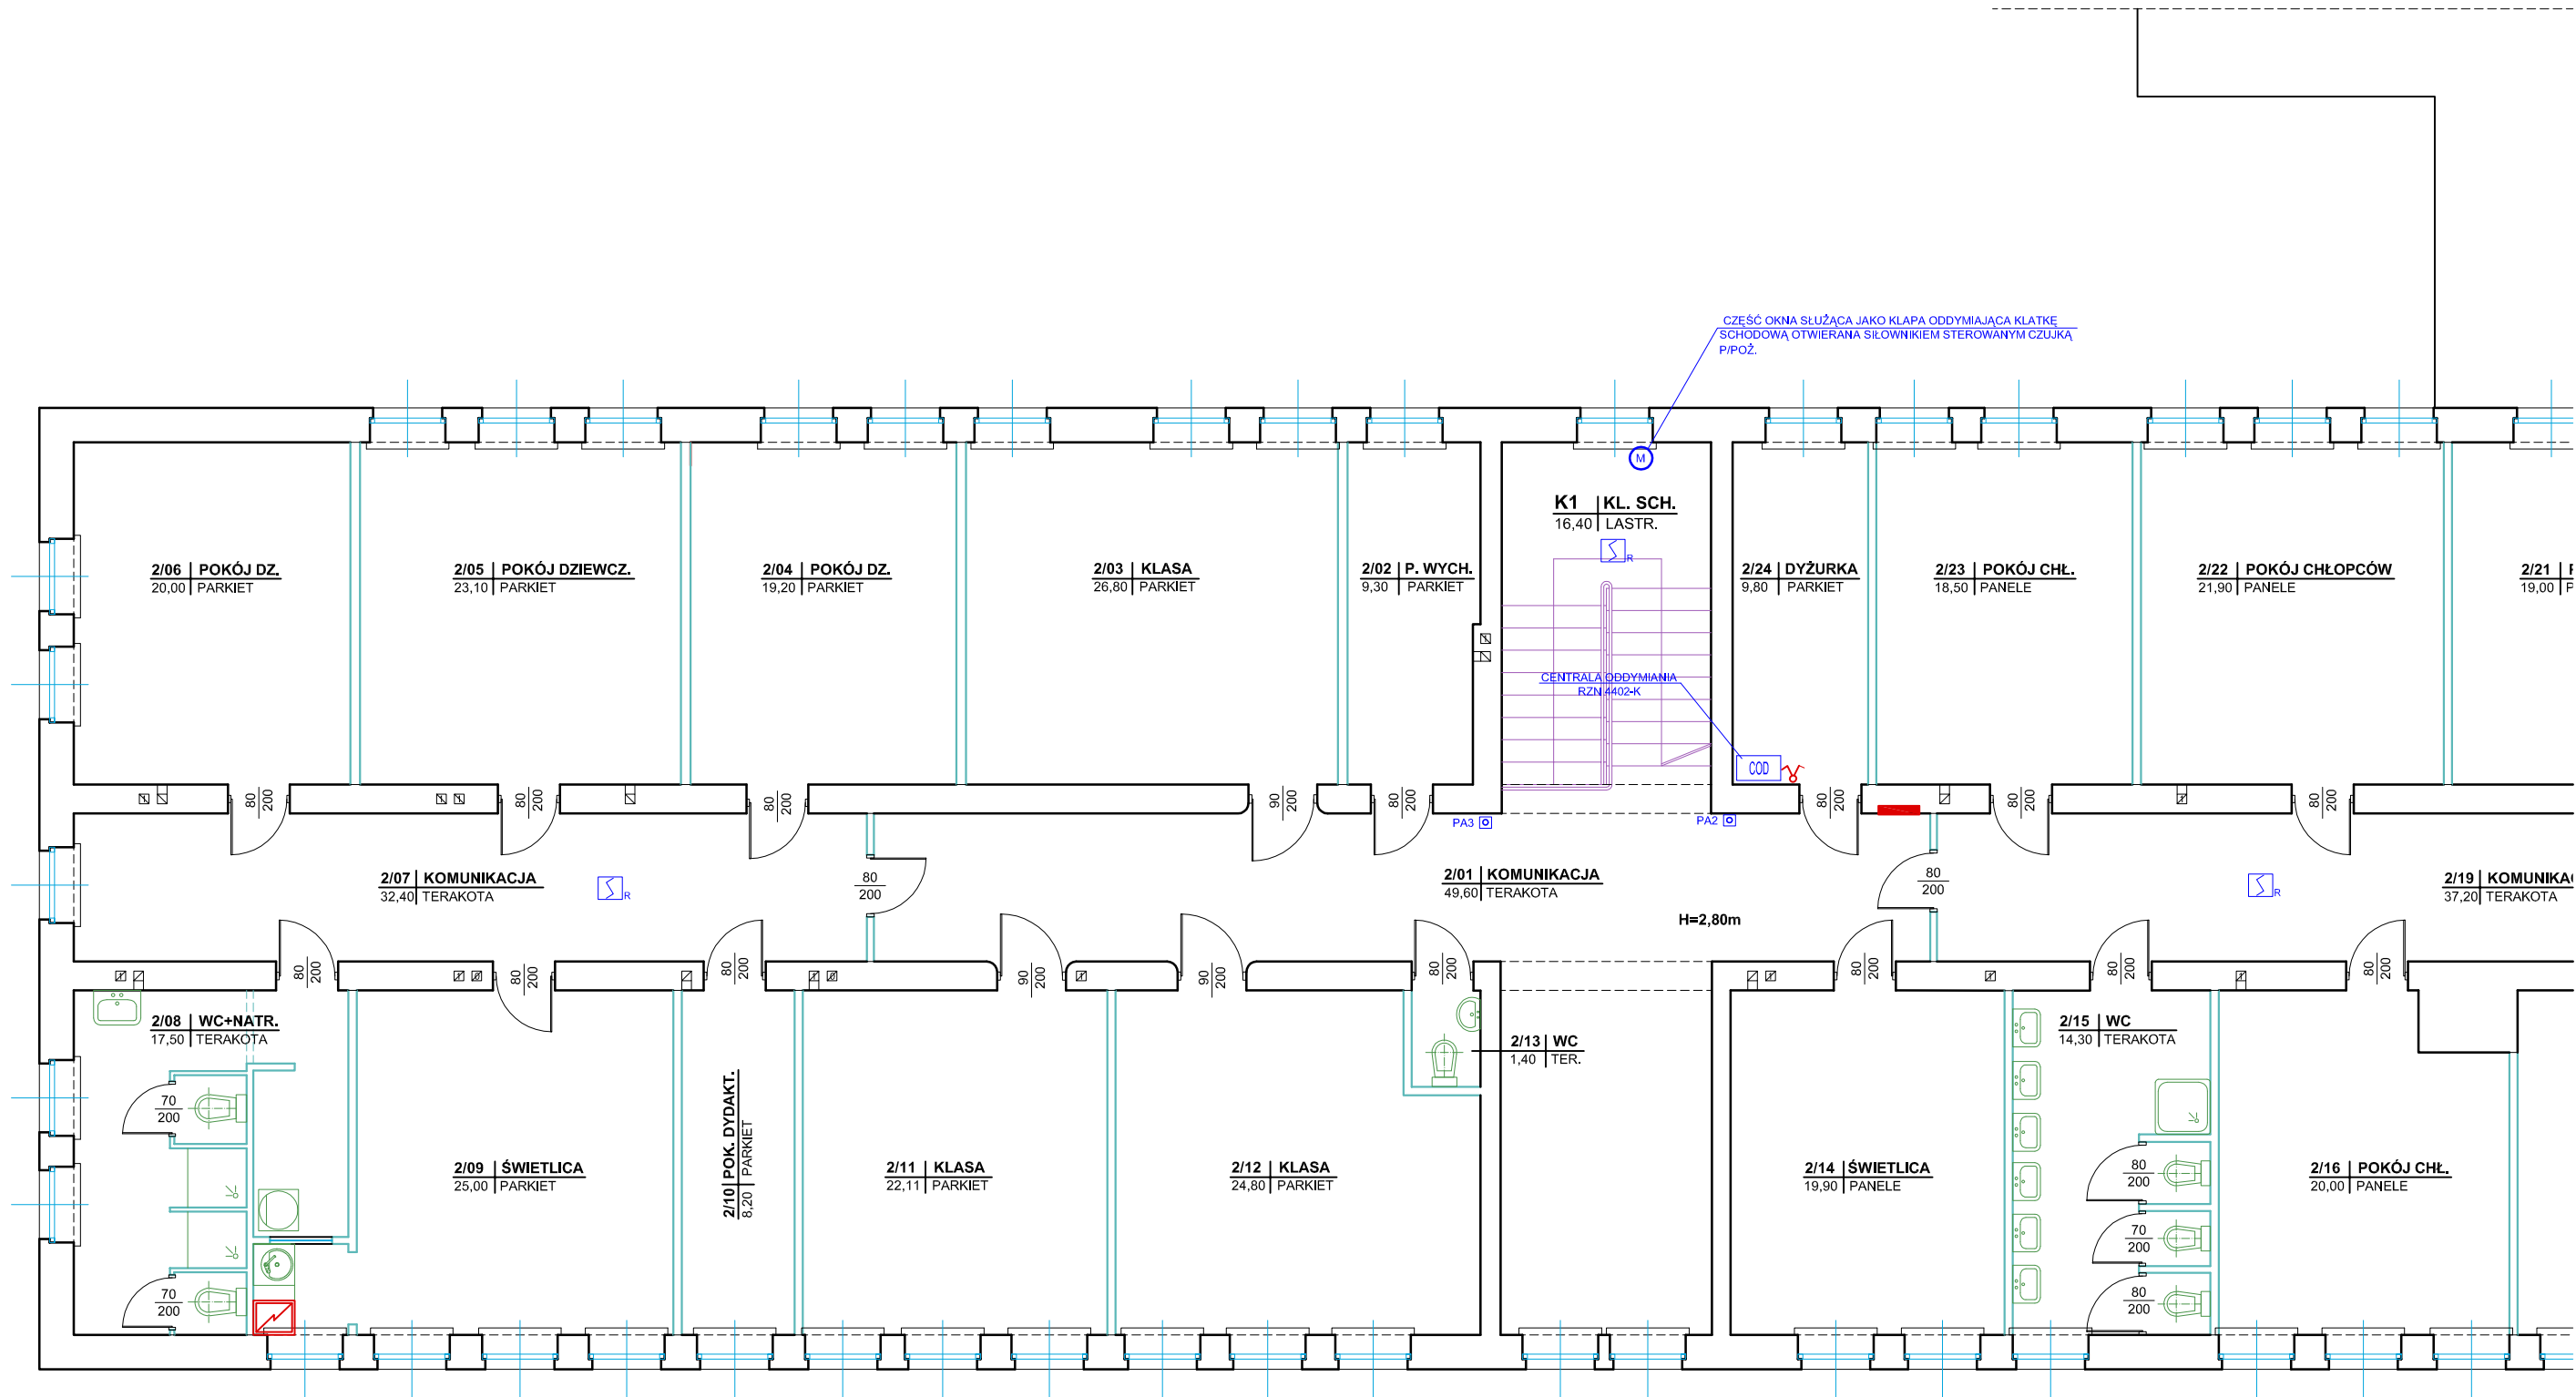 CZĘŚĆ OKNA SŁUŻĄCA JAKO KLAPA ODDYMIAJĄCA KLATKĘ
SCHODOWĄ OTWIERANA SIŁOWNIKIEM STEROWANYM CZUJKĄ
P/POŻ.
M
K1 KL. SCH.
16,40 LASTR.
R
2/06 POKÓJ DZ.
20,00 PARKIET
2/05 POKÓJ DZIEWCZ.
23,10 PARKIET
2/04 POKÓJ DZ.
19,20 PARKIET
2/03 KLASA
26,80 PARKIET
2/02 P. WYCH.
9,30 PARKIET
2/24 DYŻURKA
9,80 PARKIET
2/23 POKÓJ CHŁ.
18,50 PANELE
2/22 POKÓJ CHŁOPCÓW
21,90 PANELE
2/21
19,00
CENTRALA ODDYMIANIA
RZN 4402-K
COD
80
200
80
200
80
200
90
200
80
200
80
200
80
200
80
200
PA3
PA2
2/07 KOMUNIKACJA
32,40 TERAKOTA
R
80
200
2/01 KOMUNIKACJA
49,60 TERAKOTA
H=2,80m
80
200
R
2/19 KOMUNIKA
37,20 TERAKOTA
80
200
80
200
80
200
90
200
90
200
80
200
80
200
80
200
80
200
2/08 WC+NATR.
17,50 TERAKOTA
2/13 WC
1,40 TER.
2/15 WC
14,30 TERAKOTA
70
200
2/09 ŚWIETLICA
25,00 PARKIET
2/10 POK. DYDAKT.
8,20 PARKIET
2/11 KLASA
22,11 PARKIET
2/12 KLASA
24,80 PARKIET
2/14 ŚWIETLICA
19,90 PANELE
80
200
2/16 POKÓJ CHŁ.
20,00 PANELE
70
200
70
200
80
200